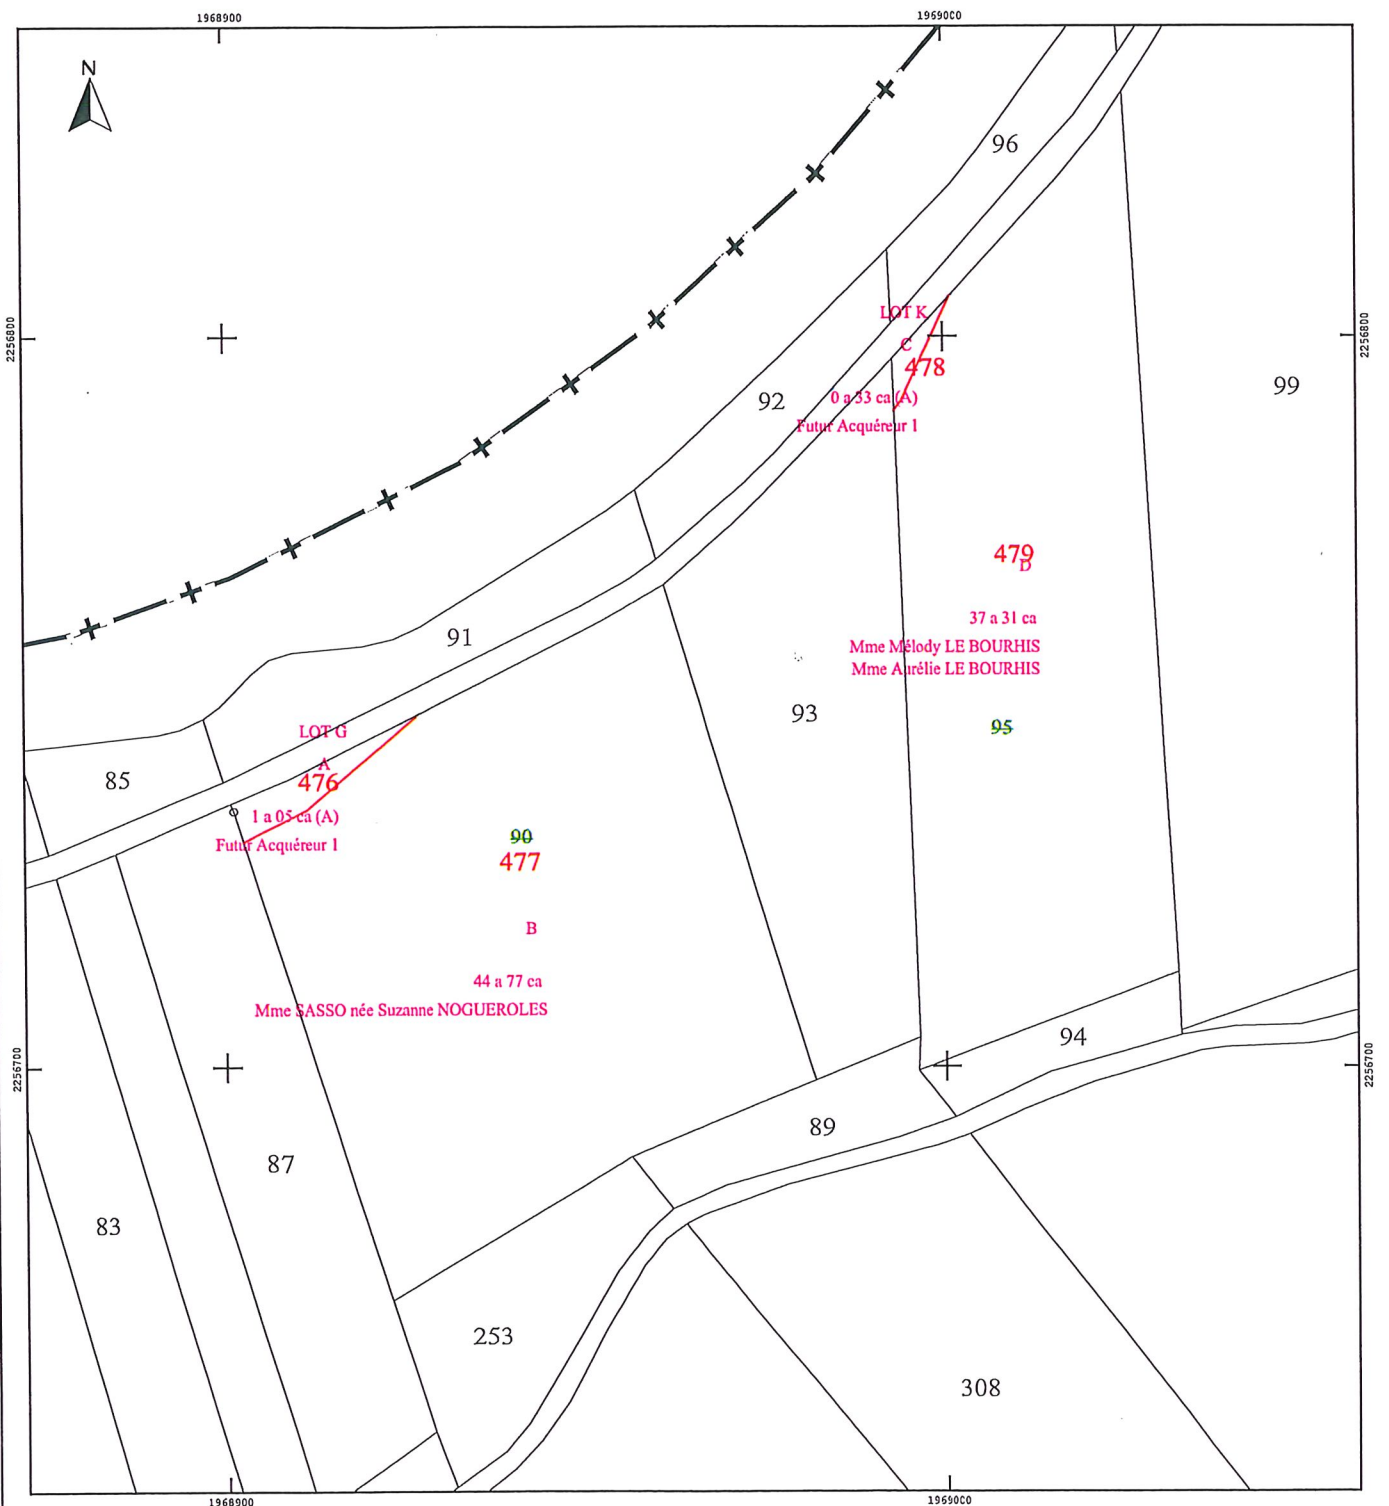 1968900
1969000
N
96
2256800
2256800
LOT K
C
478
99
92
0 a 33 ca (A)
Futur Acquéreur 1
479
D
37 a 31 ca
91
Mme Mélody LE BOURHIS
Mme Aurélie LE BOURHIS
93
95
LOT G
A
85
476
1 a 05 ca (A)
Futur Acquéreur 1
90
477
B
44 a 77 ca
Mme SASSO née Suzanne NOGUEROLES
94
2256700
2256700
89
87
83
253
308
1968900
1969000